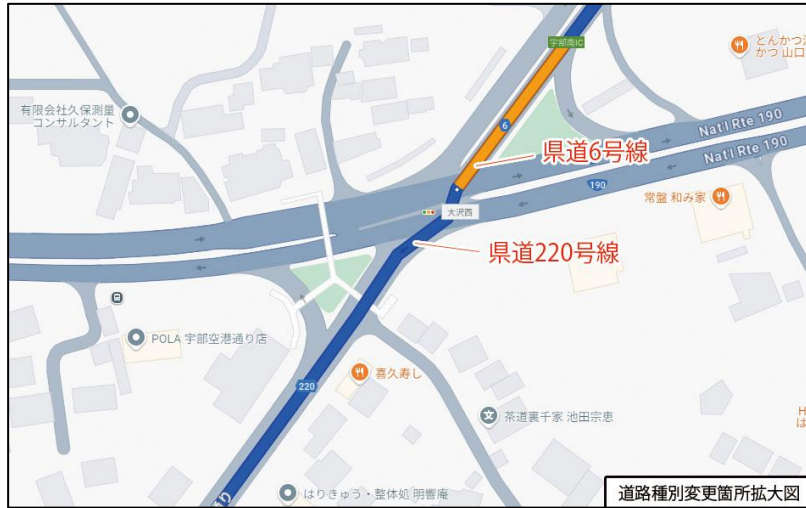 宇部南IC
とんかつ
かつ 山口
有限会社久保測量
コンサルタント
6
Nat'l Rte 190
県道6号線
Nat'l Rte 190
190
常盤 和み家
大沢西
県道220号線
POLA 宇部空港通り店
喜久寿し
220
茶道裏千家 池田宗恵
H
は
はりきゅう・整体処 明響庵
り
道路種別変更箇所拡大図